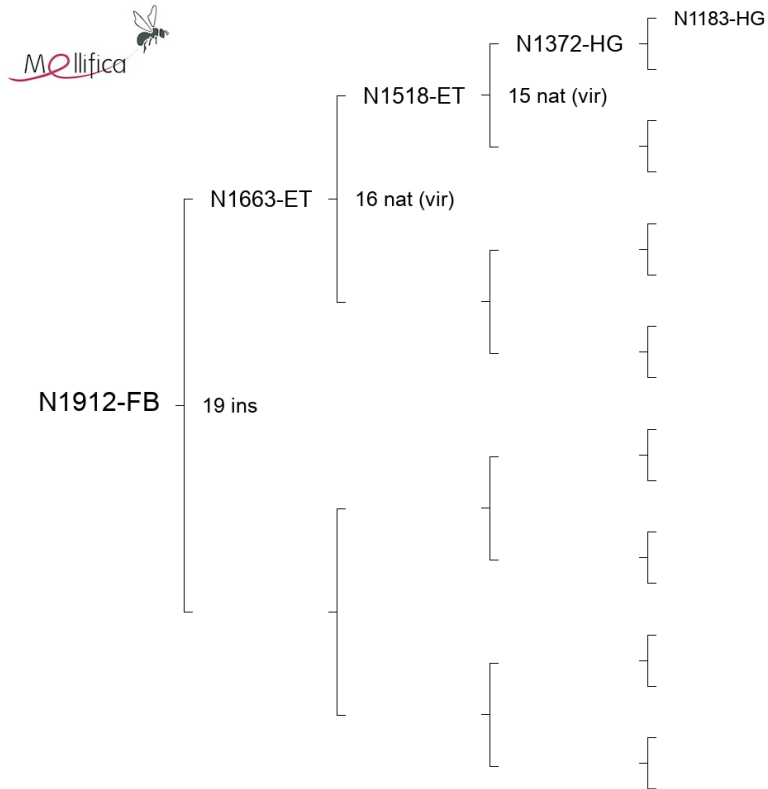 Mellifica
N1183-HG
N1372-HG
N1518-ET
15 nat (vir)
N1663-ET
16 nat (vir)
N1912-FB
19 ins